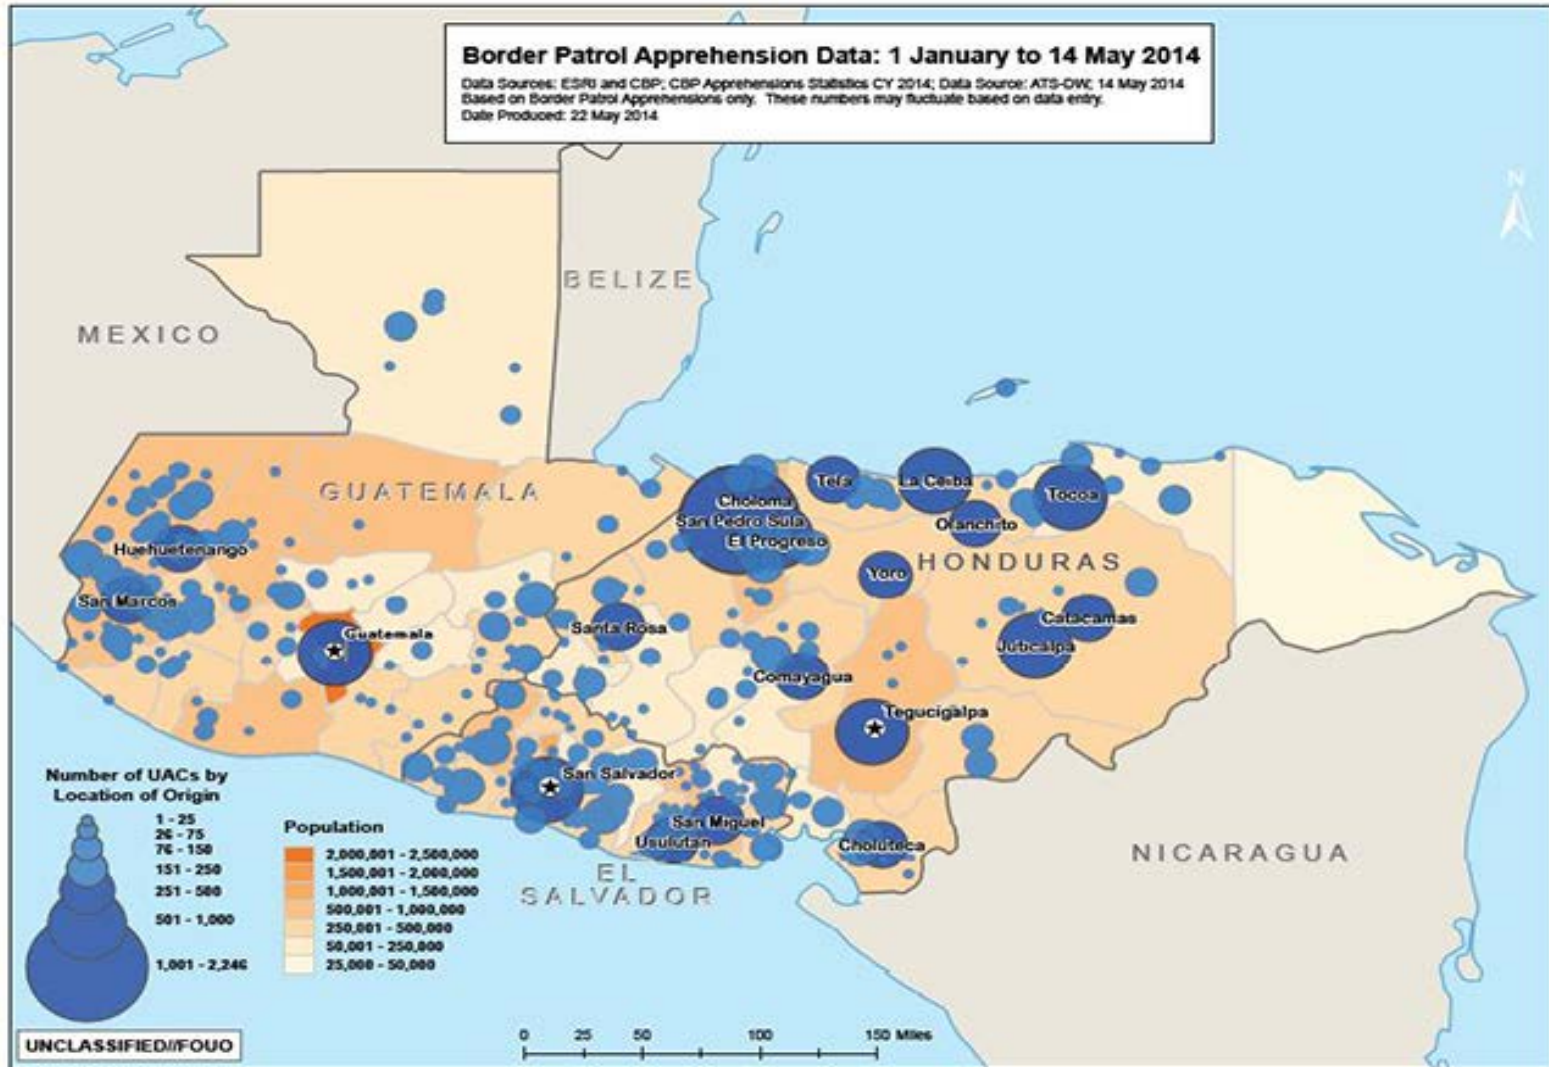 Border Patrol Apprehension Data: 1 January to 14 May 2014
Data Sources: ESRI and CBP; CBP Apprehensions Statistics CY 2014; Data Source: ATS-DW; 14 May 2014
Based on Border Patrol Apprehensions only. These numbers may fluctuate based on data entry.
Date Produced: 22 May 2014
N
BELIZE
MEXICO
GUATEMALA
Tela
La Ceiba
Tocoa
Choloma
San Pedro Sula
Olanchito
El Progreso
Huehuetenango
HONDURAS
Yoro
San Marcos
Catacamas
Santa Rosa
Guatemala
Juticalpa
Comayagua
Tegucigalpa
San Salvador
San Miguel
Usulutan
Choluteca
EL
SALVADOR
NICARAGUA
Number of UACs by
Location of Origin
1 - 25
26 - 75
76 - 150
151 - 250
251 - 500
501 - 1,000
1,001 - 2,246
Population
2,000,001 - 2,500,000
1,500,001 - 2,000,000
1,000,001 - 1,500,000
500,001 - 1,000,000
250,001 - 500,000
50,001 - 250,000
25,000 - 50,000
UNCLASSIFIED//FOUO
0 25 50 100 150 Miles